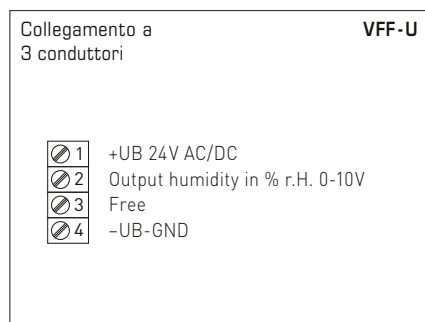 Collegamento a VFF-U
3 conduttori
1 +UB 24V AC/DC
2 Output humidity in % r.H. 0-10V
3 Free
4 –UB-GND